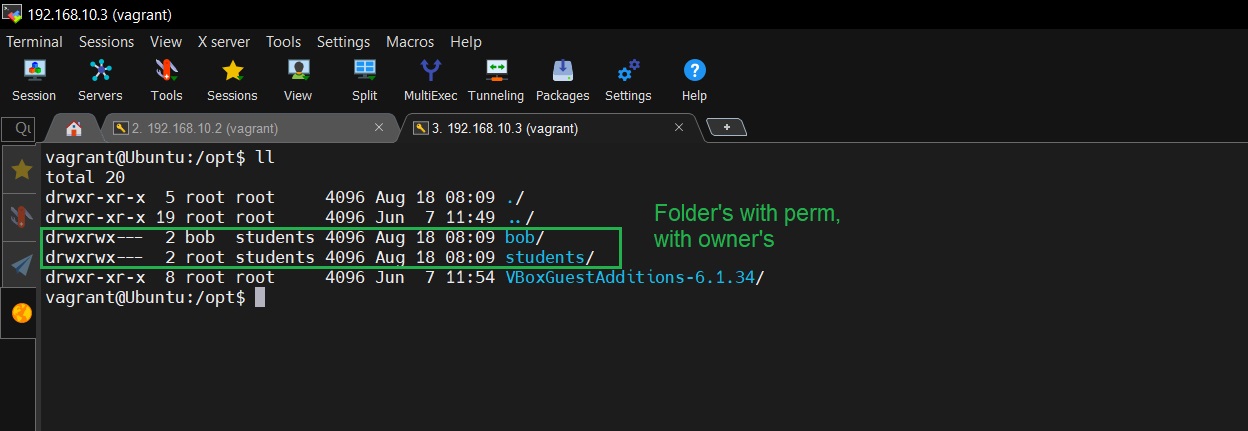 192.168.10.3 (vagrant)
Terminal Sessions View X server Tools Settings Macros Help
Session Servers Tools Sessions View Split MultiExec Tunneling Packages Settings Help
Qu 2. 192.168.10.2 (vagrant) 3. 192.168.10.3 (vagrant)
vagrant@Ubuntu:/opt$ ll
total 20
drwxr-xr-x  5 root root     4096 Aug 18 08:09 ./
drwxr-xr-x 19 root root     4096 Jun  7 11:49 ../
drwxrwx---  2 bob  students 4096 Aug 18 08:09 bob/
drwxrwx---  2 root students 4096 Aug 18 08:09 students/
drwxr-xr-x  8 root root     4096 Jun  7 11:54 VBoxGuestAdditions-6.1.34/
vagrant@Ubuntu:/opt$
Folder's with perm,
with owner's